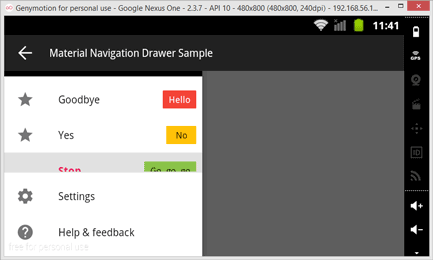 Genymotion for personal use - Google Nexus One - 2.3.7 - API 10 - 480x800 (480x800, 240dpi) - 192.168.56.1...
11:41
Material Navigation Drawer Sample
GPS
Goodbye Hello
Yes No
Stop Go go go
ID
Settings
Help & feedback
free for personal use